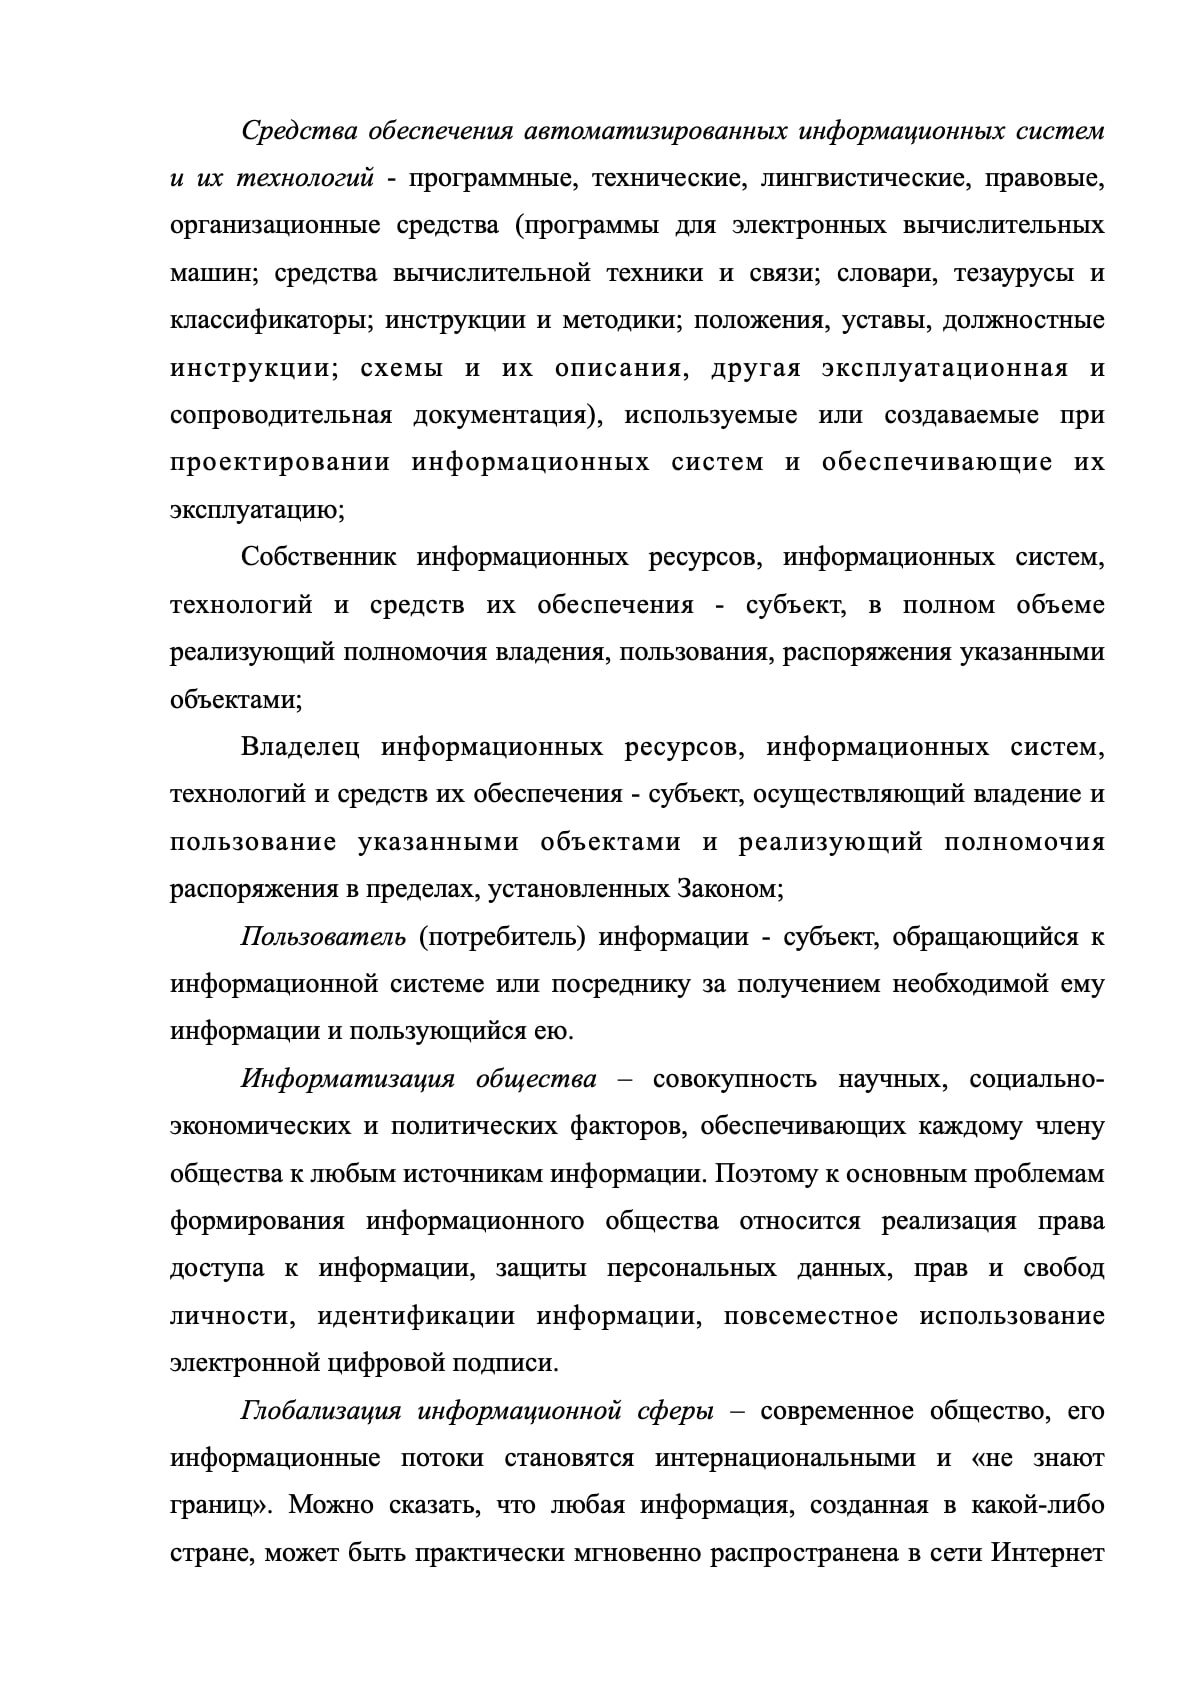 Средства обеспечения автоматизированных информационных систем
и их технологий - программные, технические, лингвистические, правовые,
организационные средства (программы для электронных вычислительных
машин; средства вычислительной техники и связи; словари, тезаурусы и
классификаторы; инструкции и методики; положения, уставы, должностные
инструкции; схемы и их описания, другая эксплуатационная и
сопроводительная документация), используемые или создаваемые при
проектировании информационных систем и обеспечивающие их
эксплуатацию;
Собственник информационных ресурсов, информационных систем,
технологий и средств их обеспечения - субъект, в полном объеме
реализующий полномочия владения, пользования, распоряжения указанными
объектами;
Владелец информационных ресурсов, информационных систем,
технологий и средств их обеспечения - субъект, осуществляющий владение и
пользование указанными объектами и реализующий полномочия
распоряжения в пределах, установленных Законом;
Пользователь (потребитель) информации - субъект, обращающийся к
информационной системе или посреднику за получением необходимой ему
информации и пользующийся ею.
Информатизация общества – совокупность научных, социально-
экономических и политических факторов, обеспечивающих каждому члену
общества к любым источникам информации. Поэтому к основным проблемам
формирования информационного общества относится реализация права
доступа к информации, защиты персональных данных, прав и свобод
личности, идентификации информации, повсеместное использование
электронной цифровой подписи.
Глобализация информационной сферы – современное общество, его
информационные потоки становятся интернациональными и «не знают
границ». Можно сказать, что любая информация, созданная в какой-либо
стране, может быть практически мгновенно распространена в сети Интернет